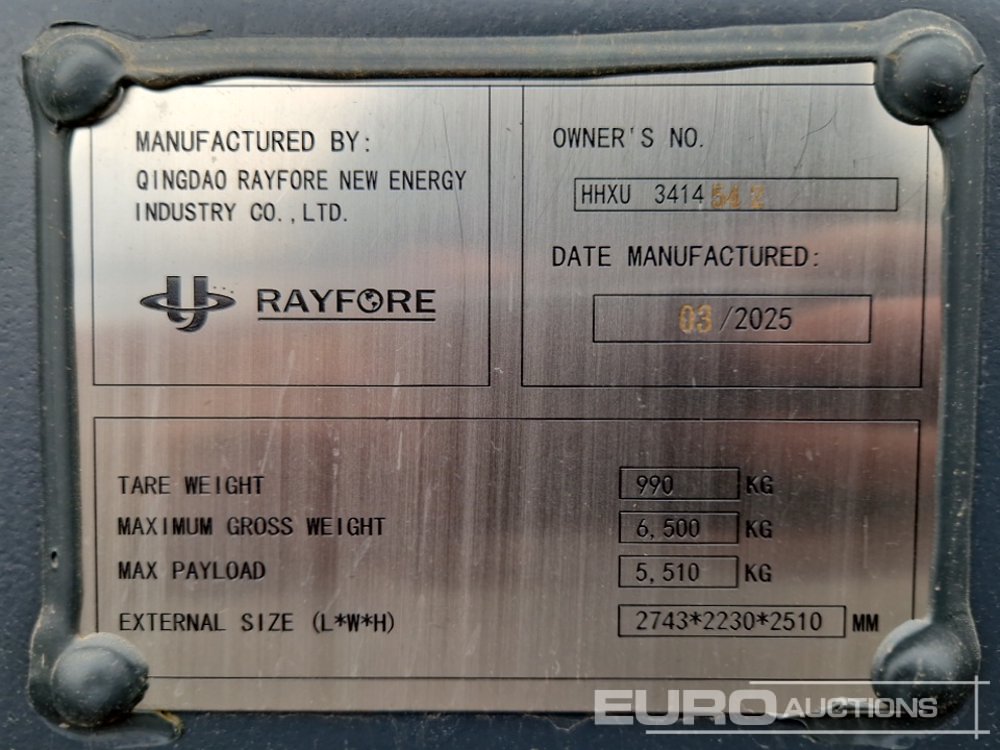 MANUFACTURED BY:
QINGDAO RAYFORE NEW ENERGY
INDUSTRY CO.,LTD.
RAYFORE
OWNER'S NO.
HHXU 3414
DATE MANUFACTURED:
03/2025
TARE WEIGHT 990 KG
MAXIMUM GROSS WEIGHT 6,500 KG
MAX PAYLOAD 5,510 KG
EXTERNAL SIZE (L*W*H) 2743*2230*2510 MM
EURO AUCTIONS